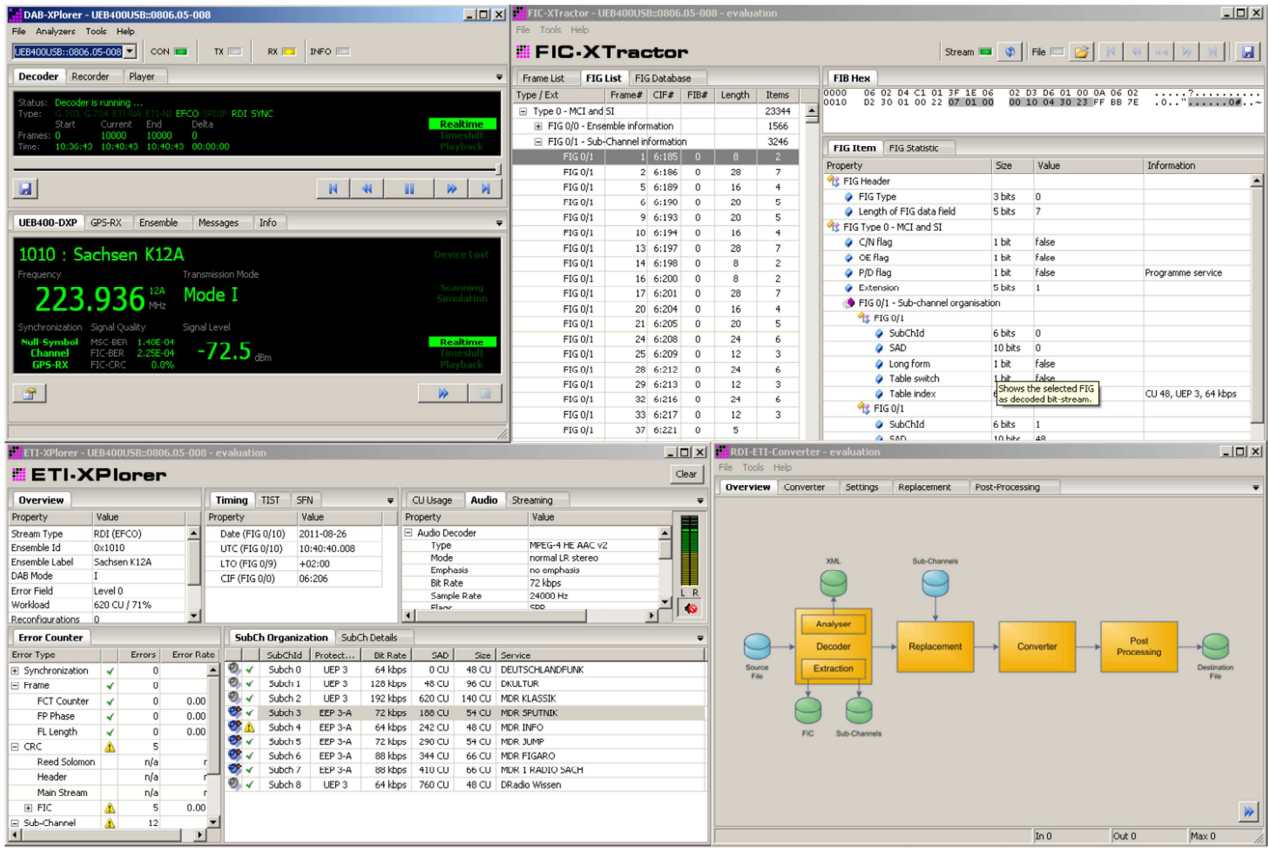 DAB-XPlorer - UEB400USB::0806.05-008
File Analyzers Tools Help
UEB400USB::0806.05-008 CON TX RX INFO
Decoder Recorder Player
Status: Decoder is running ...
Type: G.703 G.704 ETI-NA ETI-NI EFCO SPDIF RDI SYNC
Start Current End Delta
Realtime
Frames: 0 10000 10000 0
Timeshift
Time: 10:36:43 10:40:43 10:40:43 00:00:00
Playback
UEB400-DXP GPS-RX Ensemble Messages Info
1010 : Sachsen K12A
Device Lost
Frequency Transmission Mode
Scanning
223.936 12A MHz Mode I
Simulation
Synchronization Signal Quality Signal Level
Null-Symbol MSC-BER 1.40E-04
Realtime
Channel FIC-BER 2.25E-04 -72.5 dBm
Timeshift
GPS-RX FIC-CRC 0.0%
Playback
FIC-XTractor - UEB400USB::0806.05-008 - evaluation
File Tools Help
FIC-XTractor
Stream File
Frame List FIG List FIG Database
Type / Ext Frame# CIF# FIB# Length Items
Type 0 - MCI and SI 23344
FIG 0/0 - Ensemble information 1566
FIG 0/1 - Sub-Channel information 3246
FIG 0/1 1 6:185 0 8 2
FIG 0/1 2 6:186 0 28 7
FIG 0/1 5 6:189 0 16 4
FIG 0/1 6 6:190 0 20 5
FIG 0/1 9 6:193 0 20 5
FIG 0/1 10 6:194 0 16 4
FIG 0/1 13 6:197 0 28 7
FIG 0/1 14 6:198 0 8 2
FIG 0/1 16 6:200 0 8 2
FIG 0/1 17 6:201 0 28 7
FIG 0/1 20 6:204 0 16 4
FIG 0/1 21 6:205 0 20 5
FIG 0/1 24 6:208 0 24 6
FIG 0/1 25 6:209 0 12 3
FIG 0/1 28 6:212 0 24 6
FIG 0/1 29 6:213 0 12 3
FIG 0/1 32 6:216 0 24 6
FIG 0/1 33 6:217 0 12 3
FIG 0/1 37 6:221 0 5
FIB Hex
0000 06 02 D4 C1 01 3F 1E 06 02 D3 D6 01 00 0A 06 02 .....?..........
0010 D2 30 01 00 22 07 01 00 00 10 04 30 23 FF BB 7E .0.."......0#..~
FIG Item FIG Statistic
Property Size Value Information
FIG Header
FIG Type 3 bits 0
Length of FIG data field 5 bits 7
FIG Type 0 - MCI and SI
C/N flag 1 bit false
OE flag 1 bit false
P/D flag 1 bit false Programme service
Extension 5 bits 1
FIG 0/1 - Sub-channel organisation
FIG 0/1
SubChId 6 bits 0
SAD 10 bits 0
Long form 1 bit false
Table switch 1 bit false
Table index 6 CU 48, UEP 3, 64 kbps
Shows the selected FIG
as decoded bit-stream.
FIG 0/1
SubChId 6 bits 1
SAD 10 bits 48
ETI-XPlorer - UEB400USB:0806.05-008 - evaluation
ETI-XPlorer
Clear
Overview
Property Value
Stream Type RDI (EFCO)
Ensemble Id 0x1010
Ensemble Label Sachsen K12A
DAB Mode I
Error Field Level 0
Workload 620 CU / 71%
Reconfigurations 0
Timing TIST SFN
Property Value
Date (FIG 0/10) 2011-08-26
UTC (FIG 0/10) 10:40:40.008
LTO (FIG 0/9) +02:00
CIF (FIG 0/0) 06:206
CU Usage Audio Streaming
Property Value
Audio Decoder
Type MPEG-4 HE AAC v2
Mode normal LR stereo
Emphasis no emphasis
Bit Rate 72 kbps
Sample Rate 24000 Hz
Flags SBR
L R
Error Counter
Error Type Errors Error Rate
Synchronization 0
Frame 0
FCT Counter 0 0.00
FP Phase 0 0.00
FL Length 0 0.00
CRC 5
Reed Solomon n/a
Header n/a
Main Stream n/a
FIC 5 0.00
Sub-Channel 12
SubCh Organization SubCh Details
SubChId Protect... Bit Rate SAD Size Service
Subch 0 UEP 3 64 kbps 0 CU 48 CU DEUTSCHLANDFUNK
Subch 1 UEP 3 128 kbps 48 CU 96 CU DKULTUR
Subch 2 UEP 3 192 kbps 620 CU 140 CU MDR KLASSIK
Subch 3 EEP 3-A 72 kbps 188 CU 54 CU MDR SPUTNIK
Subch 4 EEP 3-A 64 kbps 242 CU 48 CU MDR INFO
Subch 5 EEP 3-A 72 kbps 290 CU 54 CU MDR JUMP
Subch 6 EEP 3-A 88 kbps 344 CU 66 CU MDR FIGARO
Subch 7 EEP 3-A 88 kbps 410 CU 66 CU MDR 1 RADIO SACH
Subch 8 UEP 3 64 kbps 760 CU 48 CU DRadio Wissen
RDI-ETI-Converter - evaluation
File Tools Help
Overview Converter Settings Replacement Post-Processing
XML Sub-Channels
Analyser
Decoder Replacement Converter Post
Processing
Extraction
Source
File
Destination
File
FIC Sub-Channels
In 0 Out 0 Max 0